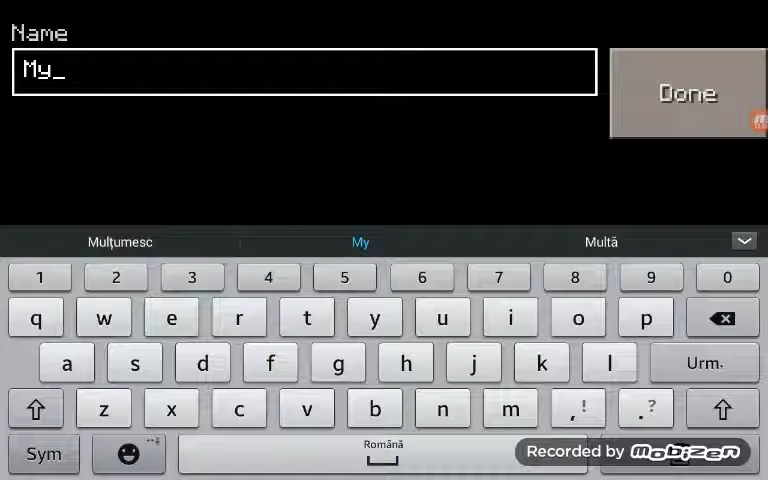 Name
My_
Done
Mulțumesc My Multă
1 2 3 4 5 6 7 8 9 0
q w e r t y u i o p
a s d f g h j k l Urm.
z x c v b n m ,! .?
Sym Română Recorded by mobizen